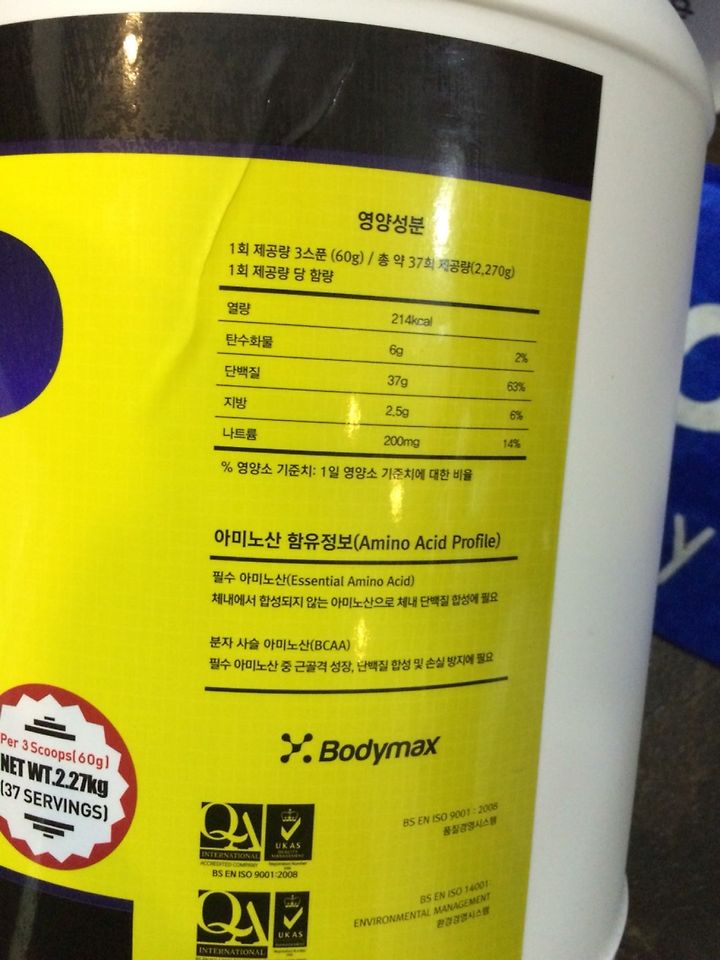 영양성분
1회 제공량 3스푼 (60g) / 총 약 37회 제공량(2,270g)
1회 제공량 당 함량
열량 214kcal
탄수화물 6g 2%
단백질 37g 63%
지방 2.5g 6%
나트륨 200mg 14%
% 영양소 기준치: 1일 영양소 기준치에 대한 비율
아미노산 함유정보(Amino Acid Profile)
필수 아미노산(Essential Amino Acid)
체내에서 합성되지 않는 아미노산으로 체내 단백질 합성에 필요
분자 사슬 아미노산(BCAA)
필수 아미노산 중 근골격 성장, 단백질 합성 및 손실 방지에 필요
Per 3 Scoops(60g)
NET WT.2.27kg
(37 SERVINGS)
Bodymax
QA
INTERNATIONAL
ACCREDITED COMPANY
UKAS
QUALITY
MANAGEMENT
BS EN ISO 9001:2008
BS EN ISO 9001 : 2008
품질경영시스템
QA
INTERNATIONAL
UKAS
BS EN ISO 14001:
ENVIRONMENTAL MANAGEMENT
환경경영시스템
y